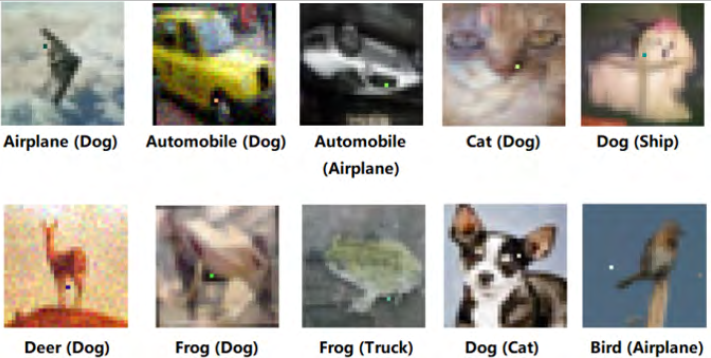 Airplane (Dog)
Automobile (Dog)
Automobile
(Airplane)
Cat (Dog)
Dog (Ship)
Deer (Dog)
Frog (Dog)
Frog (Truck)
Dog (Cat)
Bird (Airplane)